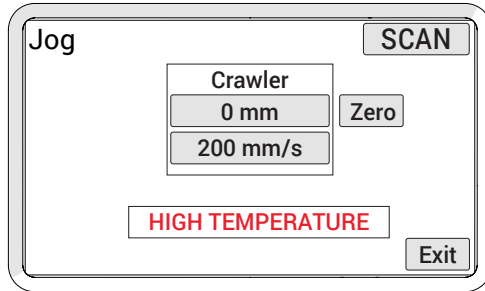 Jog
SCAN
Crawler
0 mm
Zero
200 mm/s
HIGH TEMPERATURE
Exit